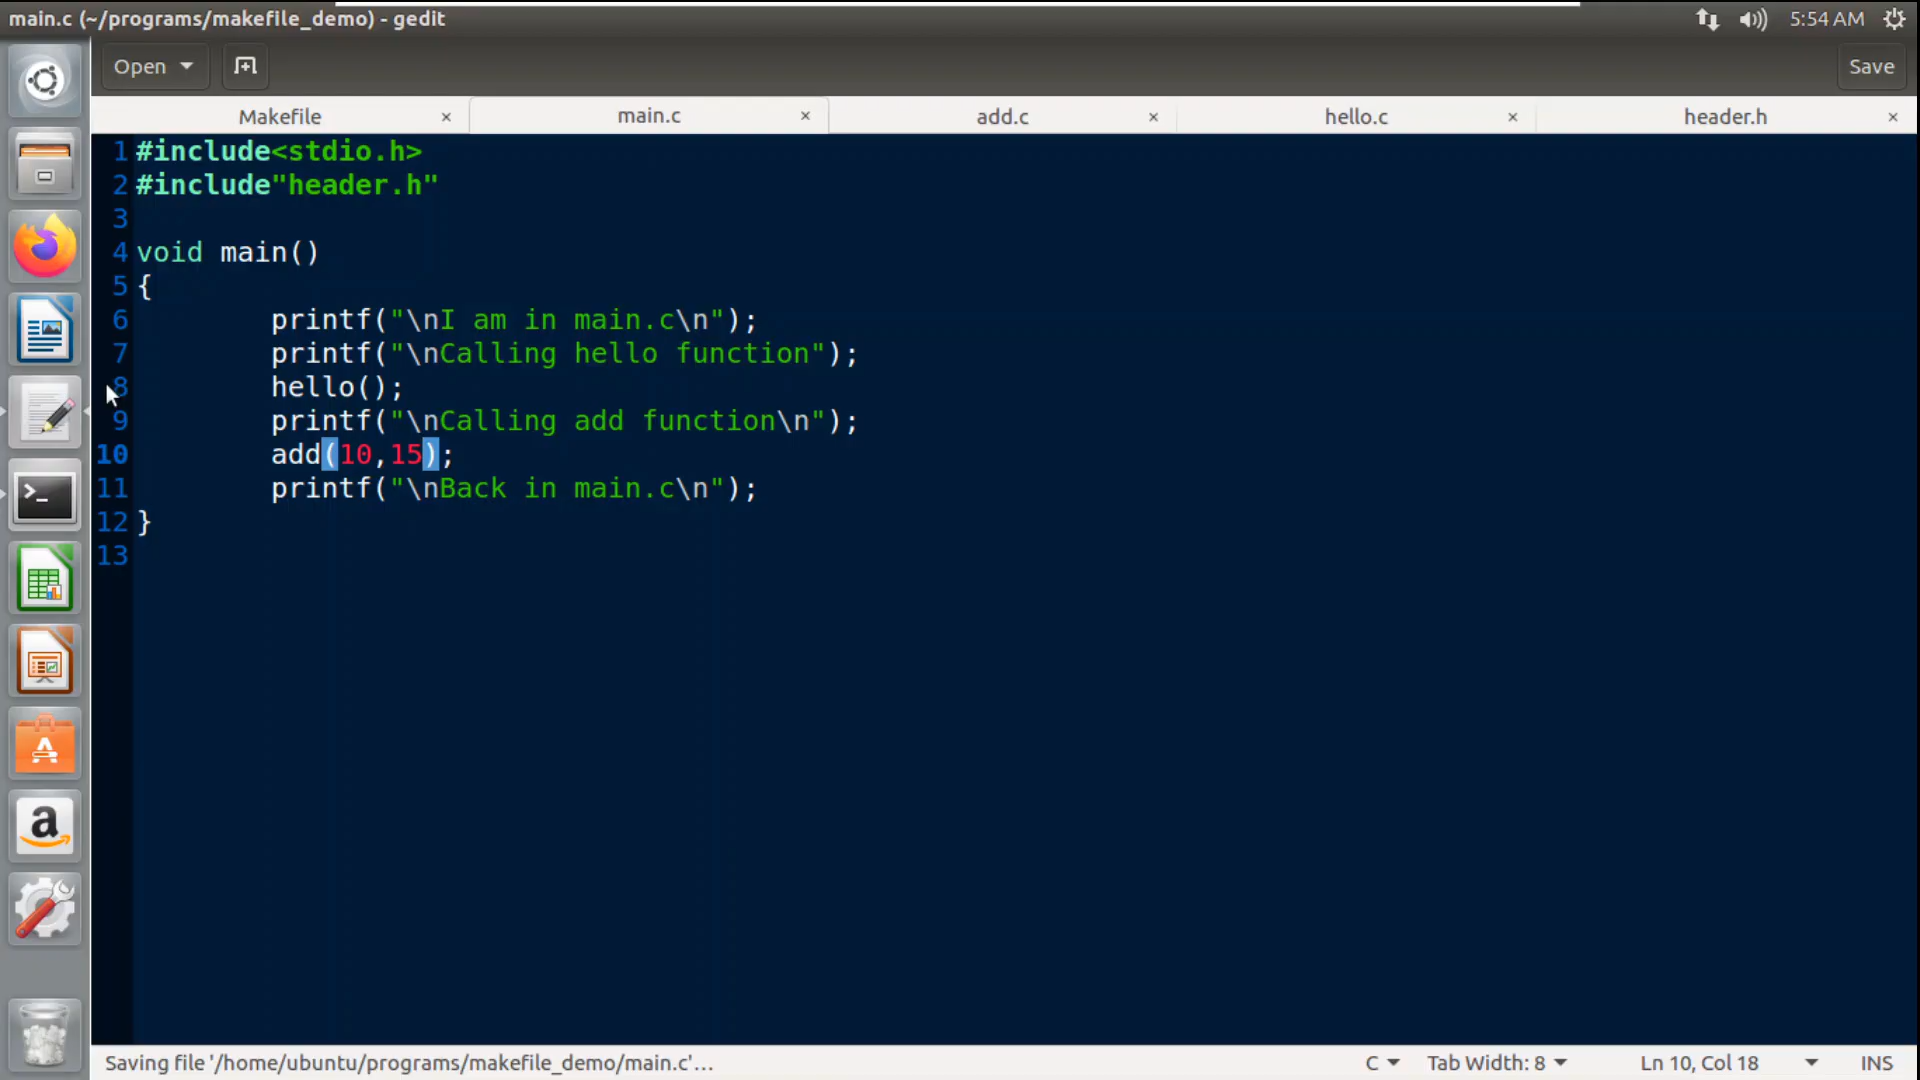 main.c (~/programs/makefile_demo) - gedit
5:54 AM
Open
Save
Makefile × main.c × add.c × hello.c × header.h ×
1 #include<stdio.h>
2 #include"header.h"
3
4 void main()
5 {
6 printf("\nI am in main.c\n");
7 printf("\nCalling hello function");
8 hello();
9 printf("\nCalling add function\n");
10 add(10,15);
11 printf("\nBack in main.c\n");
12 }
13
Saving file '/home/ubuntu/programs/makefile_demo/main.c'... C Tab Width: 8 Ln 10, Col 18 INS